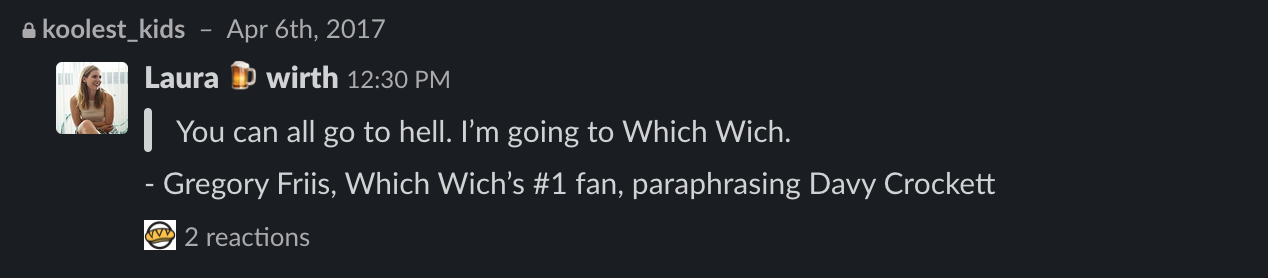 koolest_kids – Apr 6th, 2017
Laura 🍺 wirth 12:30 PM
You can all go to hell. I’m going to Which Wich.
- Gregory Friis, Which Wich’s #1 fan, paraphrasing Davy Crockett
2 reactions